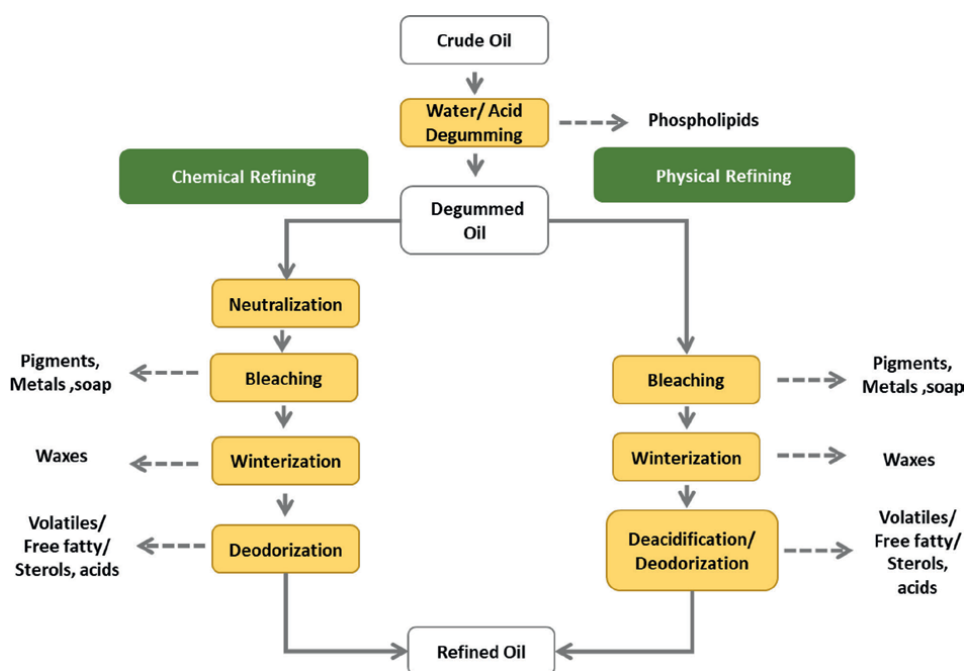 Crude Oil
Water/ Acid
Degumming
Phospholipids
Chemical Refining
Physical Refining
Degummed
Oil
Neutralization
Pigments,
Metals ,soap
Bleaching
Bleaching
Pigments,
Metals ,soap
Waxes
Winterization
Winterization
Waxes
Volatiles/
Free fatty/
Sterols, acids
Deodorization
Deacidification/
Deodorization
Volatiles/
Free fatty/
Sterols,
acids
Refined Oil